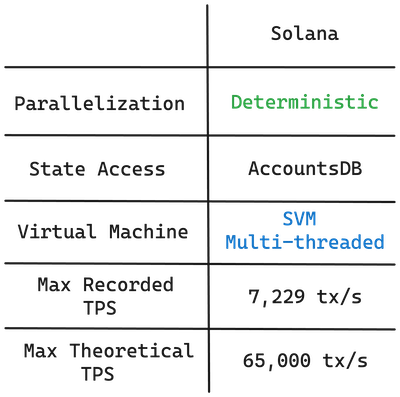 Solana
Parallelization
Deterministic
State Access
AccountsDB
Virtual Machine
SVM
Multi-threaded
Max Recorded
TPS
7,229 tx/s
Max Theoretical
TPS
65,000 tx/s